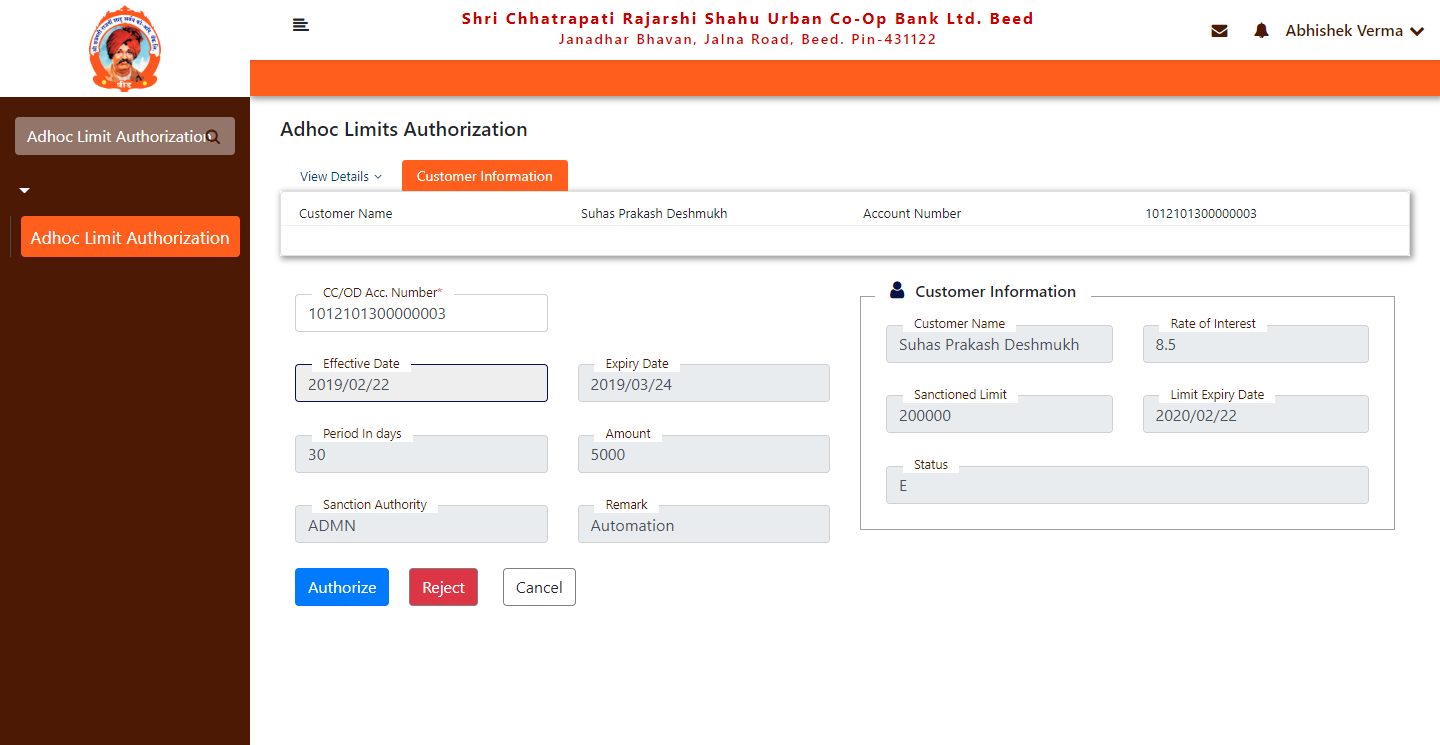 Shri Chhatrapati Rajarshi Shahu Urban Co-Op Bank Ltd. Beed
Janadhar Bhavan, Jalna Road, Beed. Pin-431122
Abhishek Verma
बीड
Adhoc Limit Authorization
Adhoc Limit Authorization
Adhoc Limits Authorization
View Details
Customer Information
Customer Name Suhas Prakash Deshmukh Account Number 1012101300000003
CC/OD Acc. Number*
1012101300000003
Effective Date
2019/02/22
Expiry Date
2019/03/24
Period In days
30
Amount
5000
Sanction Authority
ADMN
Remark
Automation
Authorize Reject Cancel
Customer Information
Customer Name
Suhas Prakash Deshmukh
Rate of Interest
8.5
Sanctioned Limit
200000
Limit Expiry Date
2020/02/22
Status
E